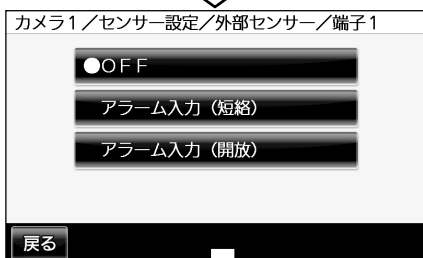 カメラ1／センサー設定／外部センサー／端子1
●ＯＦＦ
アラーム入力（短絡）
アラーム入力（開放）
戻る